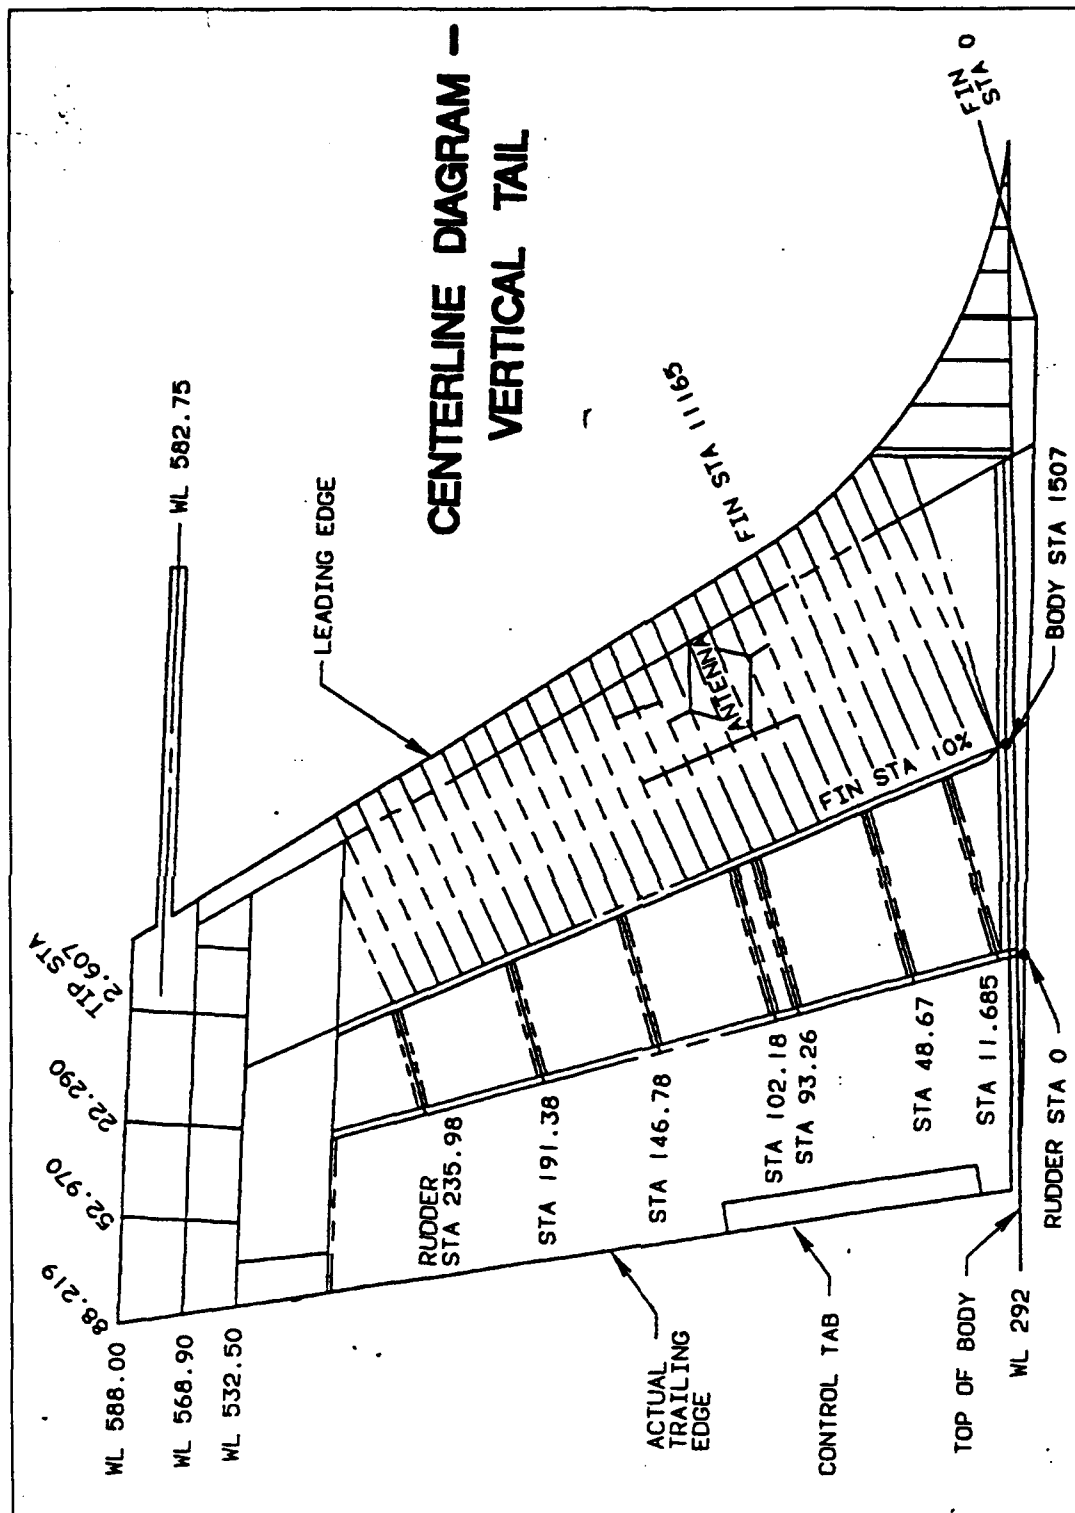 CENTERLINE DIAGRAM –
VERTICAL TAIL
WL 588.00
WL 568.90
WL 532.50
88.219
52.970
22.290
TIP STA
2.607
WL 582.75
LEADING EDGE
FIN STA 11165
FIN
STA 0
ANTENNA
FIN STA 10%
RUDDER
STA 235.98
STA 191.38
STA 146.78
STA 102.18
STA 93.26
STA 48.67
STA 11.685
ACTUAL
TRAILING
EDGE
CONTROL TAB
TOP OF BODY
WL 292
RUDDER STA 0
BODY STA 1507